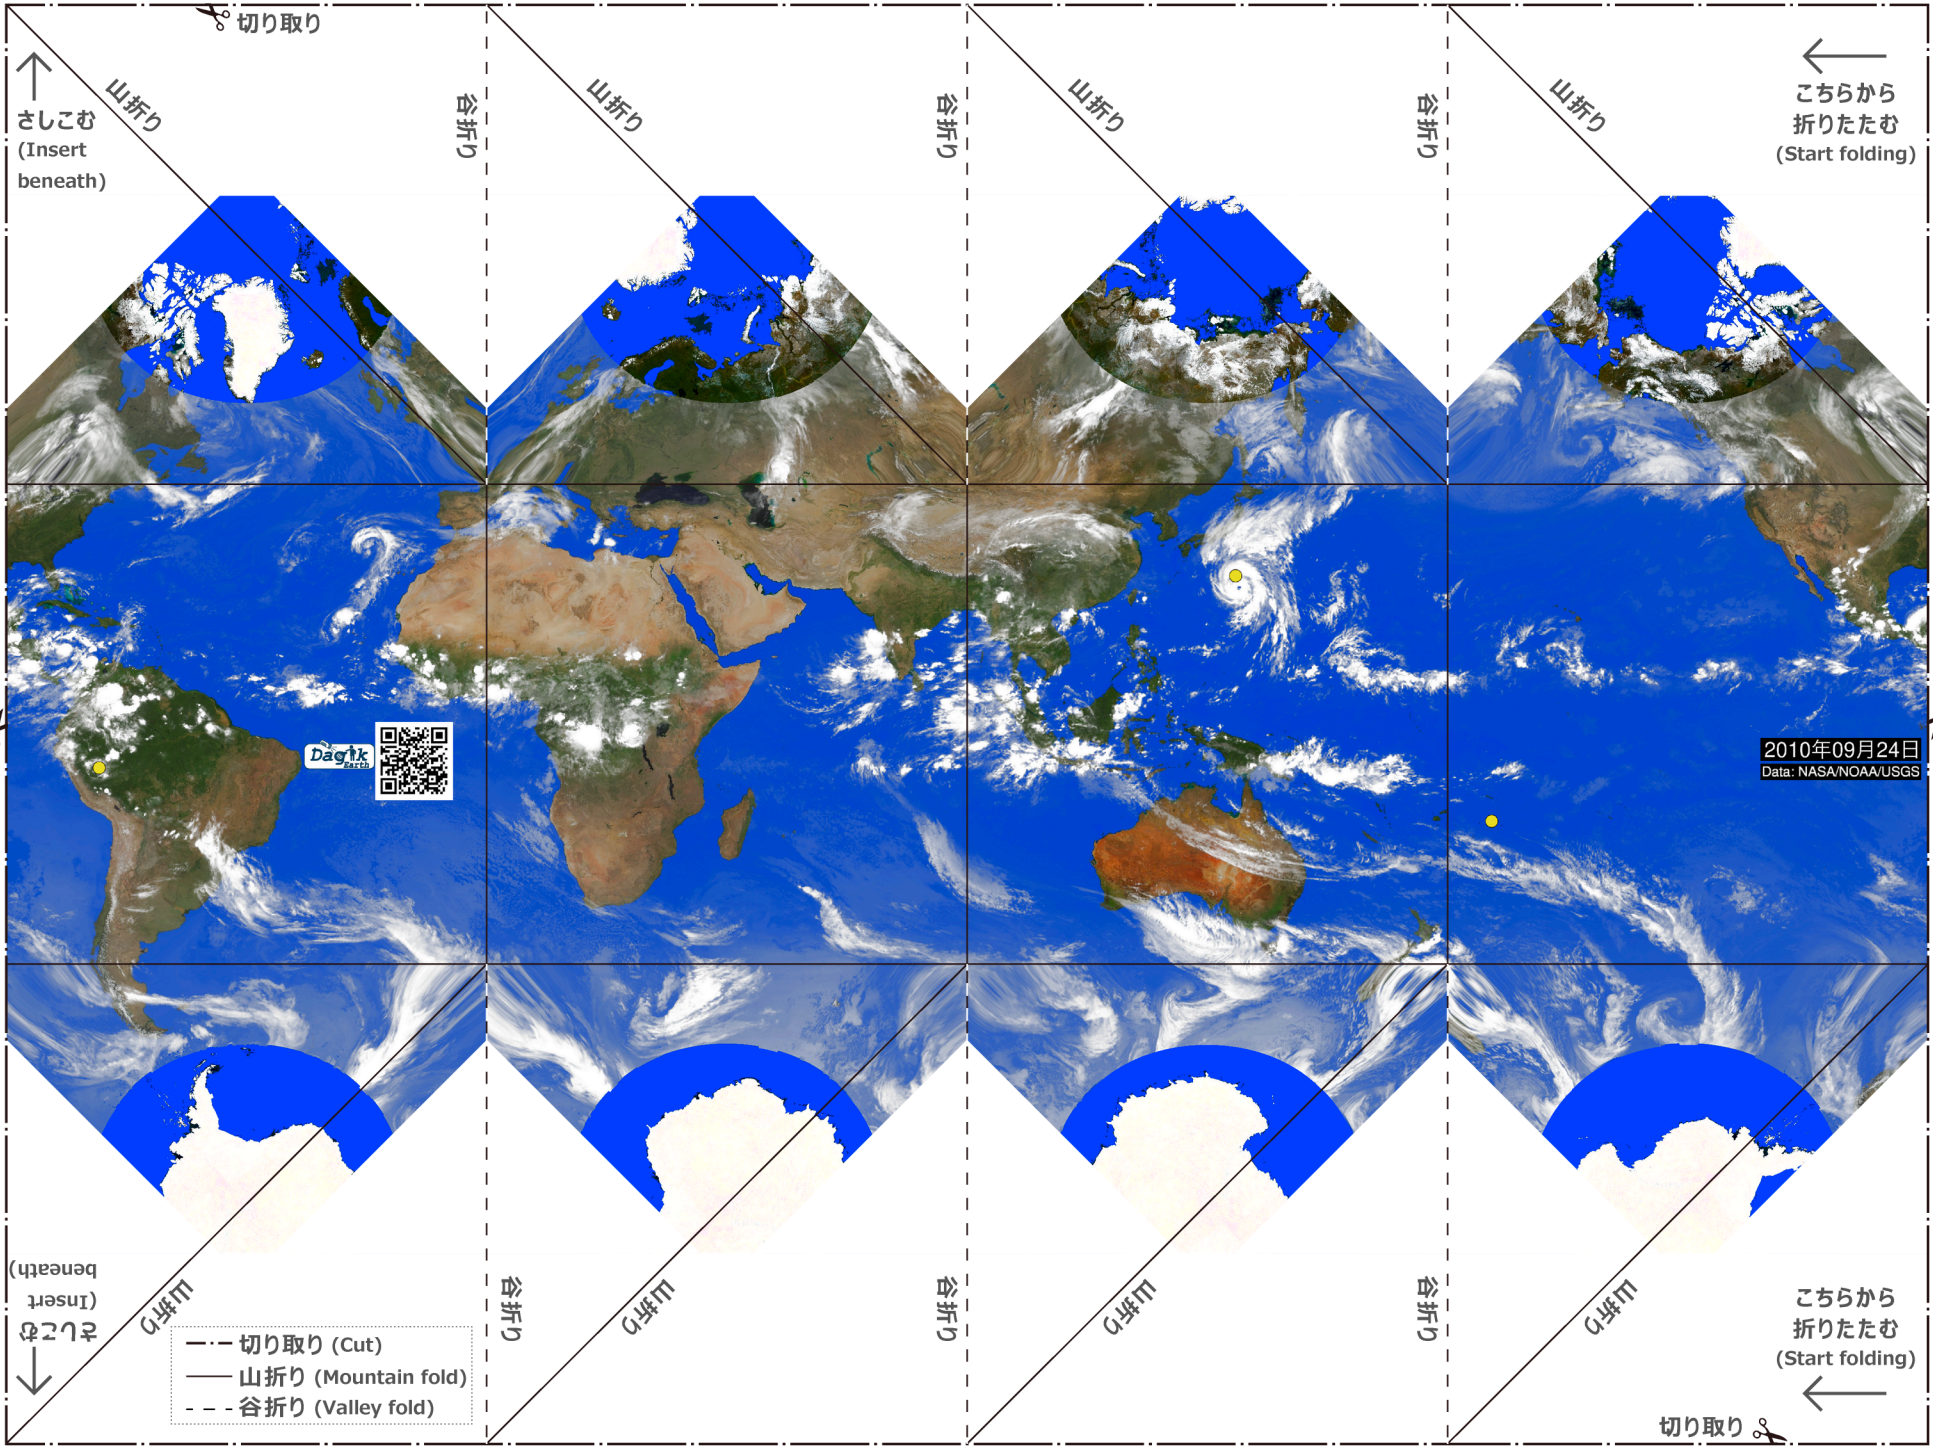 切り取り
山折り
谷折り
山折り
谷折り
山折り
谷折り
山折り
さしこむ
(Insert
beneath)
こちらから
折りたたむ
(Start folding)
Dagik
Earth
2010年09月24日
Data: NASA/NOAA/USGS
さしこむ
(Insert
beneath)
山折り
谷折り
山折り
谷折り
山折り
谷折り
山折り
切り取り (Cut)
山折り (Mountain fold)
谷折り (Valley fold)
こちらから
折りたたむ
(Start folding)
切り取り